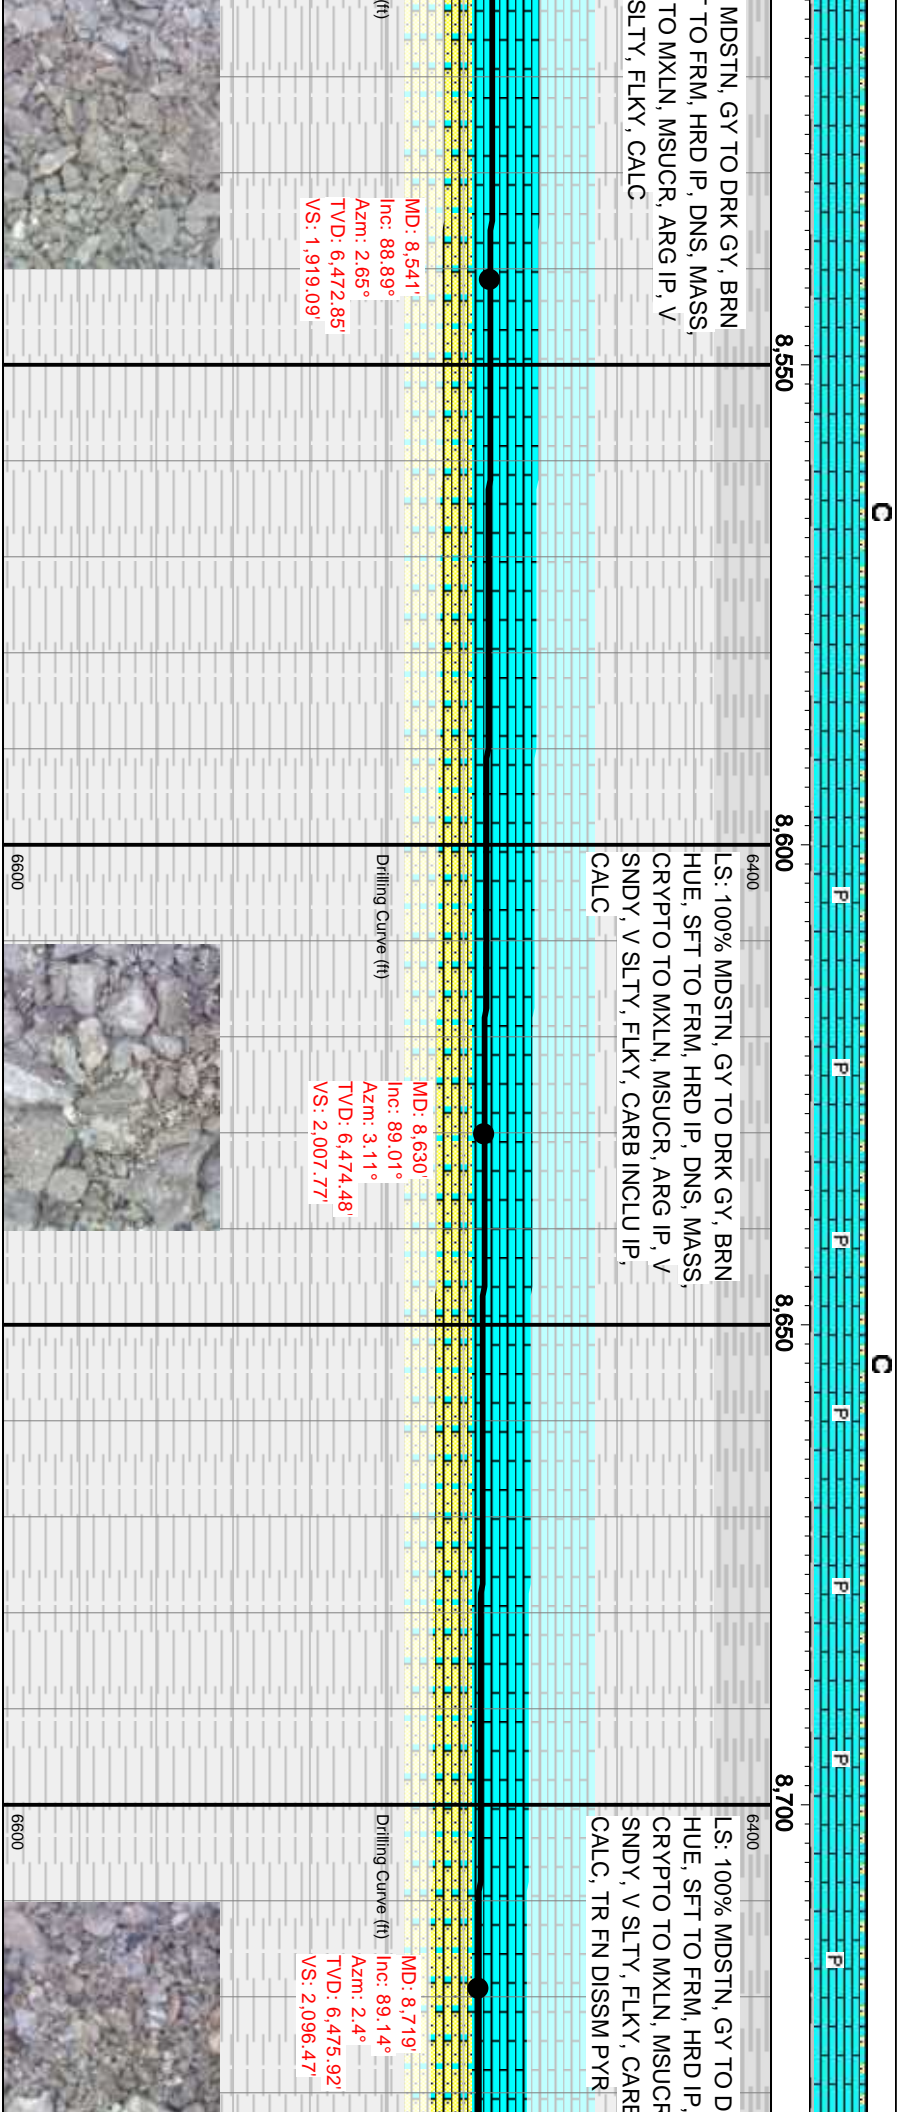 MDSTN, GY TO DRK GY, BRN
TO FRM, HRD IP, DNS, MASS,
TO MXLN, MSUCR, ARG IP, V
SLTY, FLKY, CALC
(ft)
MD: 8,541'
Inc: 88.89°
Azm: 2.65°
TVD: 6,472.85'
VS: 1,919.09'
8,550
C
8,600
6400
LS: 100% MDSTN, GY TO DRK GY, BRN
HUE, SFT TO FRM, HRD IP, DNS, MASS,
CRYPTO TO MXLN, MSUCR, ARG IP, V
SNDY, V SLTY, FLKY, CARB INCLU IP,
CALC
Drilling Curve (ft)
6600
P
P
P
MD: 8,630'
Inc: 89.01°
Azm: 3.11°
TVD: 6,474.48'
VS: 2,007.77'
8,650
C
P
P
P
8,700
6400
LS: 100% MDSTN, GY TO D
HUE, SFT TO FRM, HRD IP,
CRYPTO TO MXLN, MSUCR
SNDY, V SLTY, FLKY, CARB
CALC, TR FN DISSM PYR
Drilling Curve (ft)
6600
P
MD: 8,719'
Inc: 89.14°
Azm: 2.4°
TVD: 6,475.92'
VS: 2,096.47'